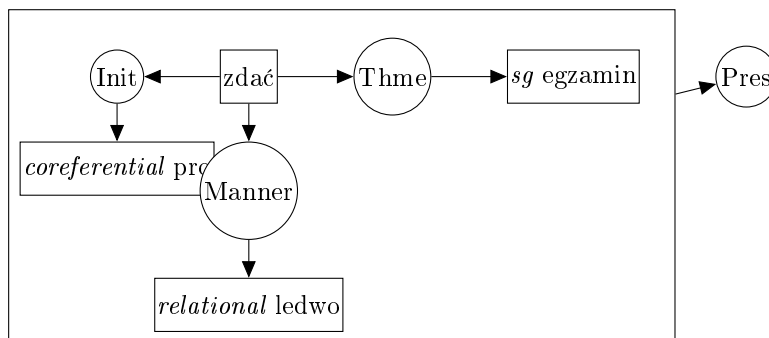 Init
zdać
Thme
sg egzamin
Pres
coreferential pro
Manner
relational ledwo